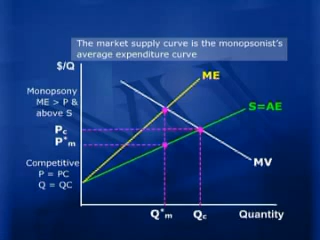 The market supply curve is the monopsonist's
average expenditure curve
$/Q
ME
Monopsony
ME > P &
above S
S=AE
Pc
P*m
Competitive
P = PC
Q = QC
MV
Q*m
Qc
Quantity